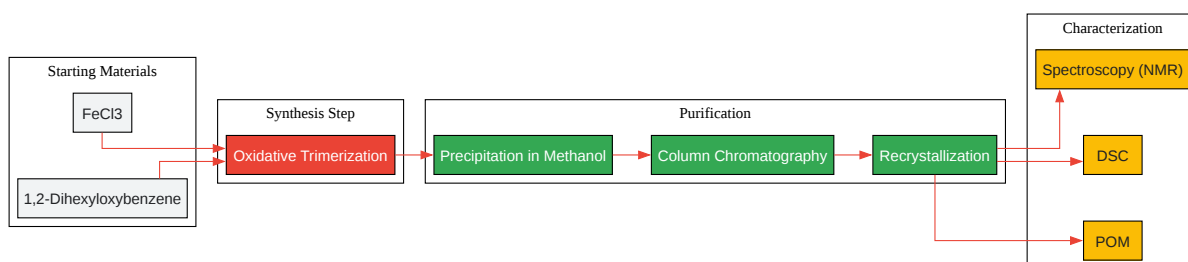 Starting Materials
FeCl3
1,2-Dihexyloxybenzene
Synthesis Step
Oxidative Trimerization
Purification
Precipitation in Methanol
Column Chromatography
Recrystallization
Characterization
Spectroscopy (NMR)
DSC
POM